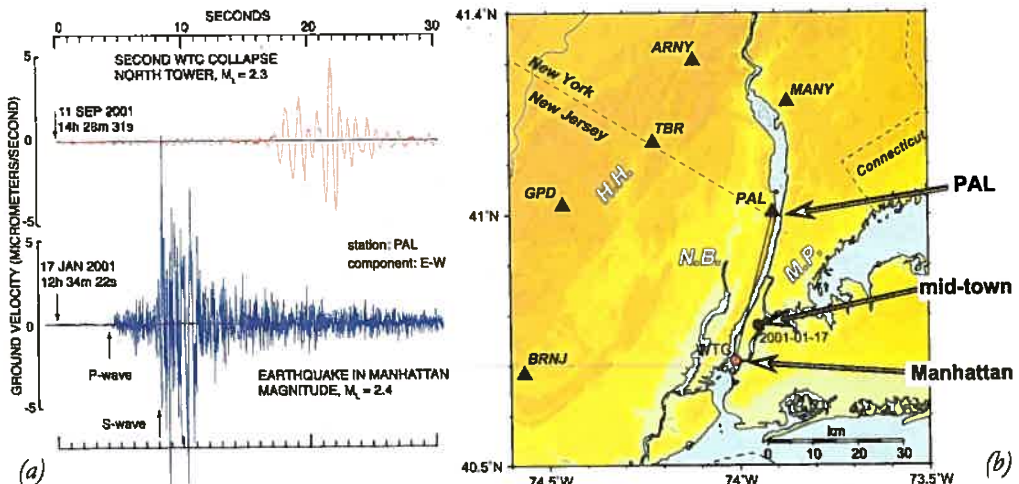 (a)
SECONDS
0 10 20 30
SECOND WTC COLLAPSE
NORTH TOWER, ML = 2.3
11 SEP 2001
14h 28m 31s
5
0
-5
GROUND VELOCITY (MICROMETERS/SECOND)
station: PAL
component: E-W
5
17 JAN 2001
12h 34m 22s
0
P-wave
EARTHQUAKE IN MANHATTAN
MAGNITUDE, ML = 2.4
-5
S-wave
(a)
41.4˚
ARNY
MANY
New York
New Jersey
TBR
Connecticut
H.H.
GPD
PAL
PAL
41˚N
N.B.
M.P.
mid-town
2001-01-17
WTC
BRNJ
Manhattan
km
0 10 20 30
(b)
40.5˚
74.5˚W
74˚W
73.5˚W